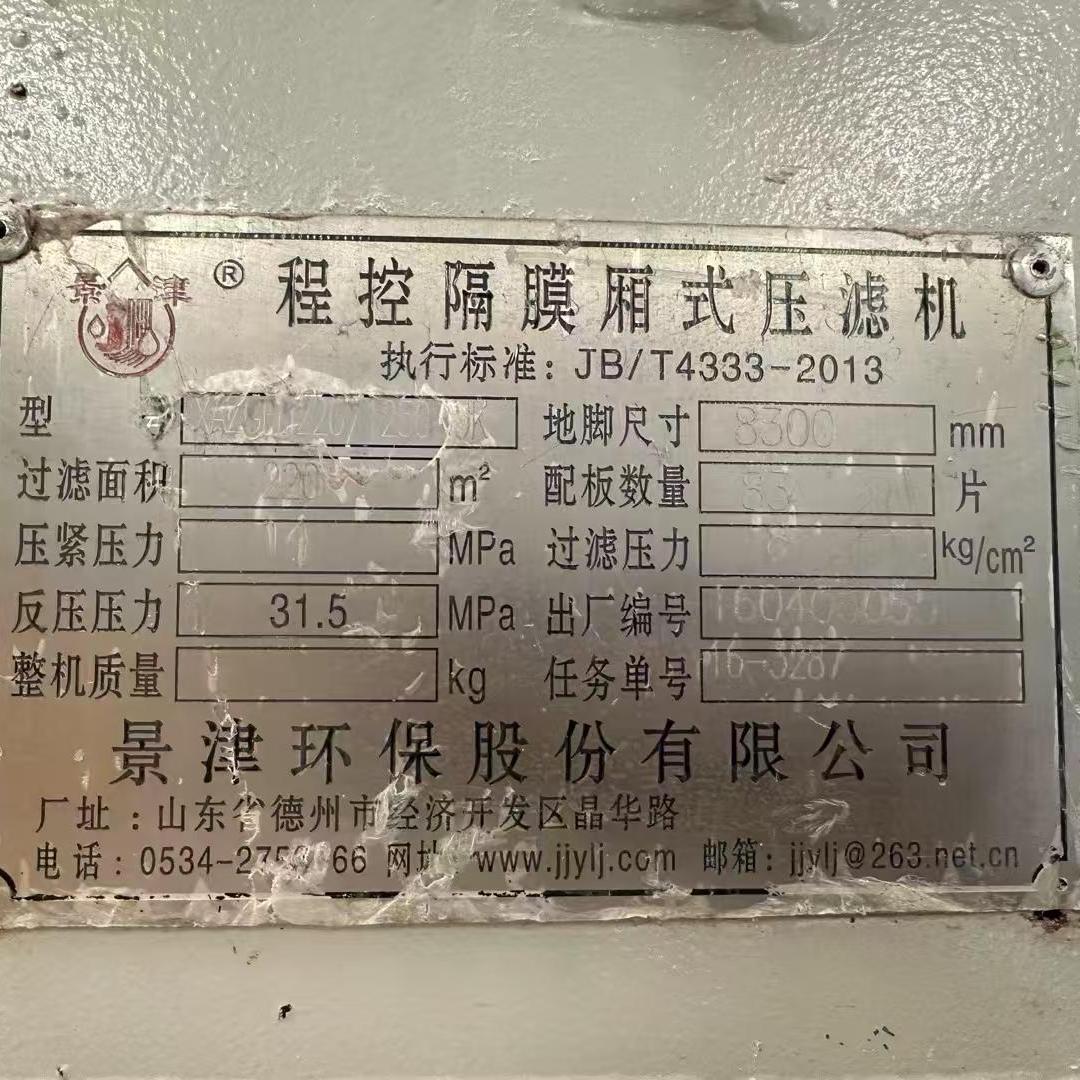 景津®
程控隔膜厢式压滤机
执行标准：JB/T4333-2013
型号 地脚尺寸 8300 mm
过滤面积 220 m² 配板数量 片
压紧压力 MPa 过滤压力 kg/cm²
反压压力 31.5 MPa 出厂编号
整机质量 kg 任务单号 16-3287
景津环保股份有限公司
厂址：山东省德州市经济开发区晶华路
电话： 网址：www.jjylj.com 邮箱：jjylj@263.net.cn